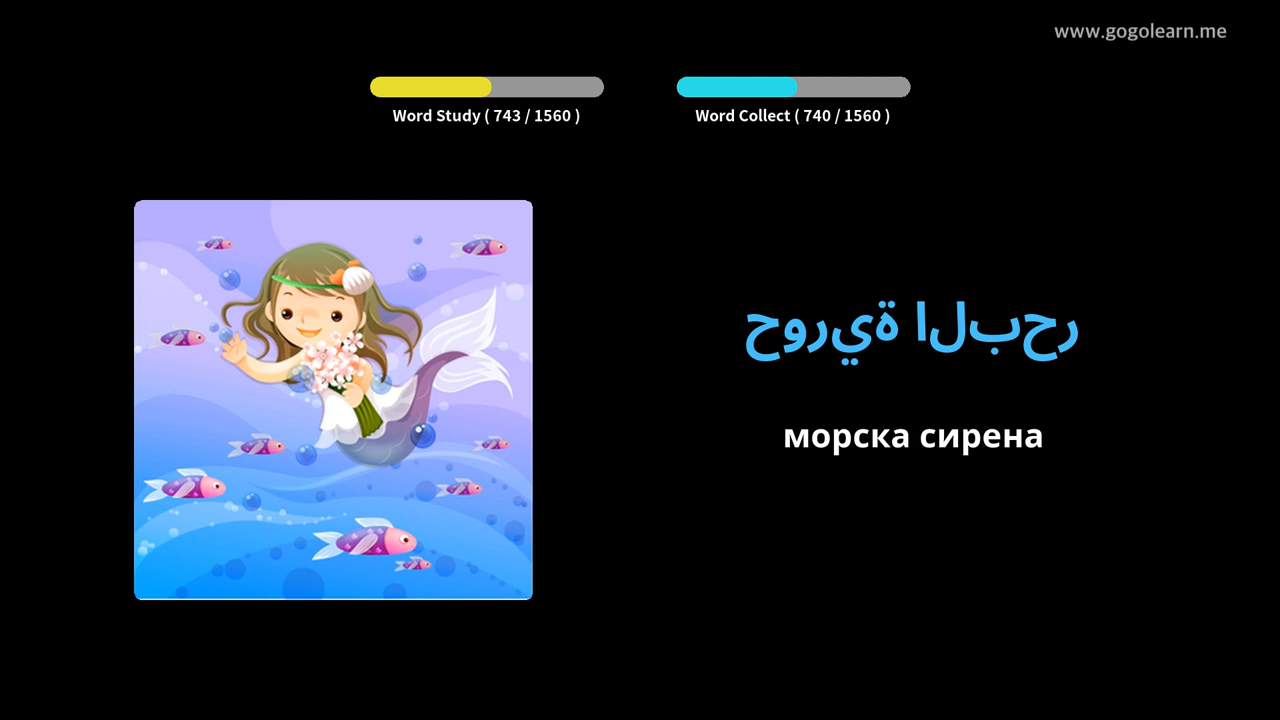 www.gogolearn.me
Word Study ( 743 / 1560 )
Word Collect ( 740 / 1560 )
حورية البحر
морска сирена